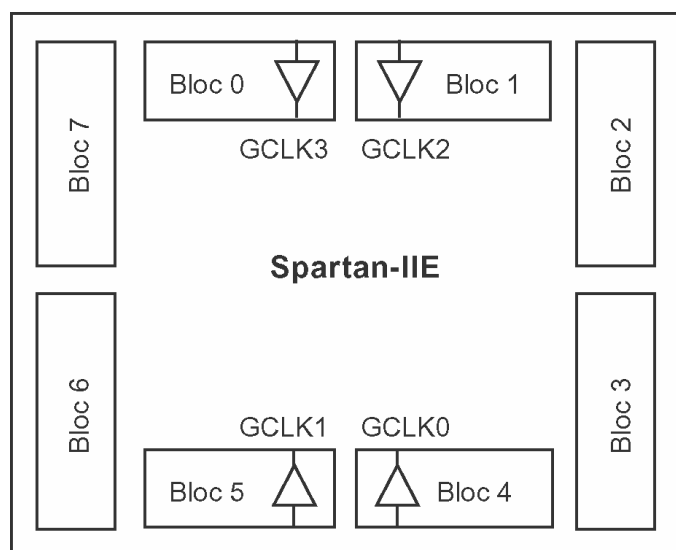 Bloc 0
Bloc 1
GCLK3
GCLK2
Bloc 7
Bloc 2
Spartan-IIE
Bloc 6
Bloc 3
GCLK1
GCLK0
Bloc 5
Bloc 4